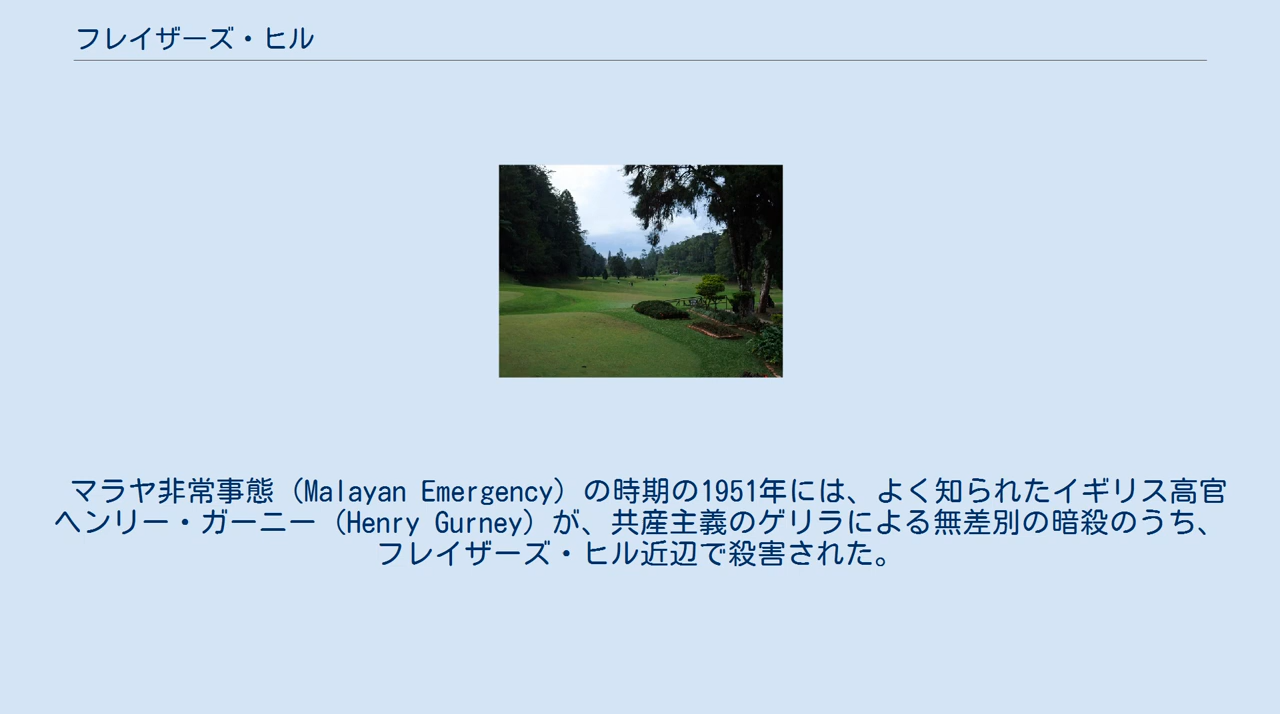 フレイザーズ・ヒル
マラヤ非常事態（Malayan Emergency）の時期の1951年には、よく知られたイギリス高官
ヘンリー・ガーニー（Henry Gurney）が、共産主義のゲリラによる無差別の暗殺のうち、
フレイザーズ・ヒル近辺で殺害された。